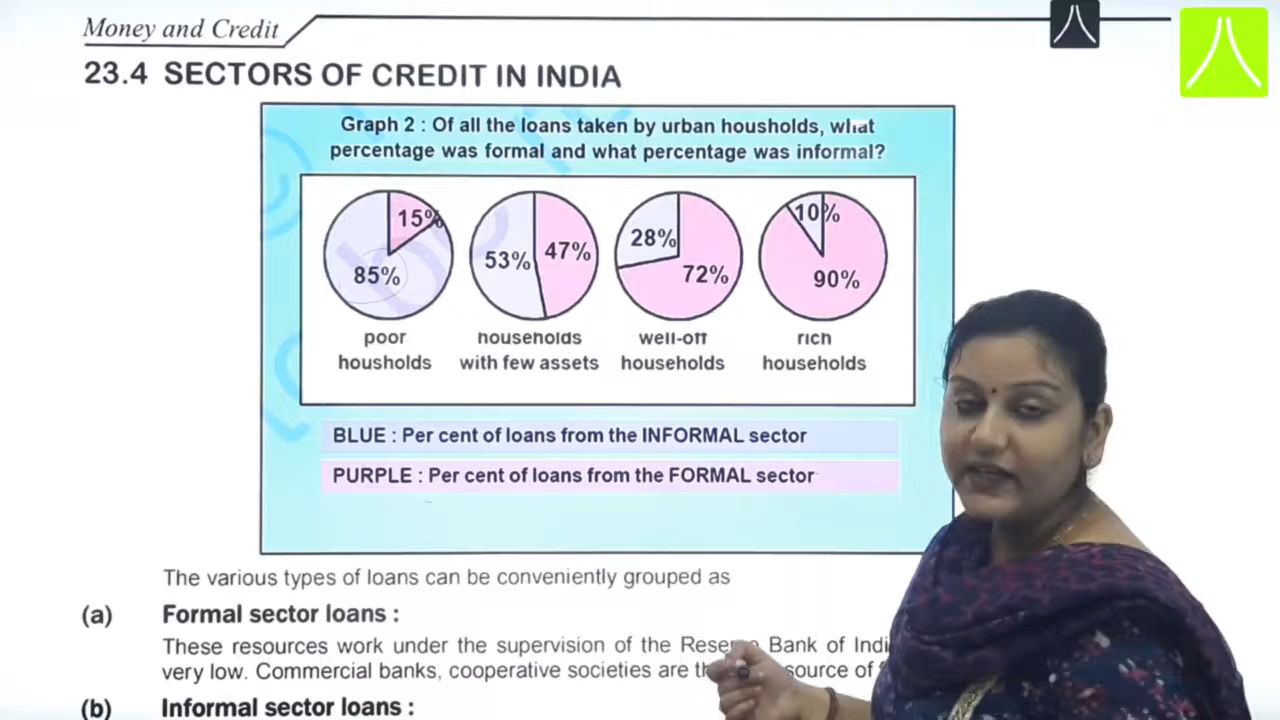 Money and Credit
23.4 SECTORS OF CREDIT IN INDIA
Graph 2 : Of all the loans taken by urban housholds, what
percentage was formal and what percentage was informal?
15%
85%
53%
47%
28%
72%
10%
90%
poor
housholds
households
with few assets
well-off
households
rich
households
BLUE : Per cent of loans from the INFORMAL sector
PURPLE : Per cent of loans from the FORMAL sector
The various types of loans can be conveniently grouped as
(a) Formal sector loans :
These resources work under the supervision of the Reserve Bank of
very low. Commercial banks, cooperative societies are source of
(b) Informal sector loans :